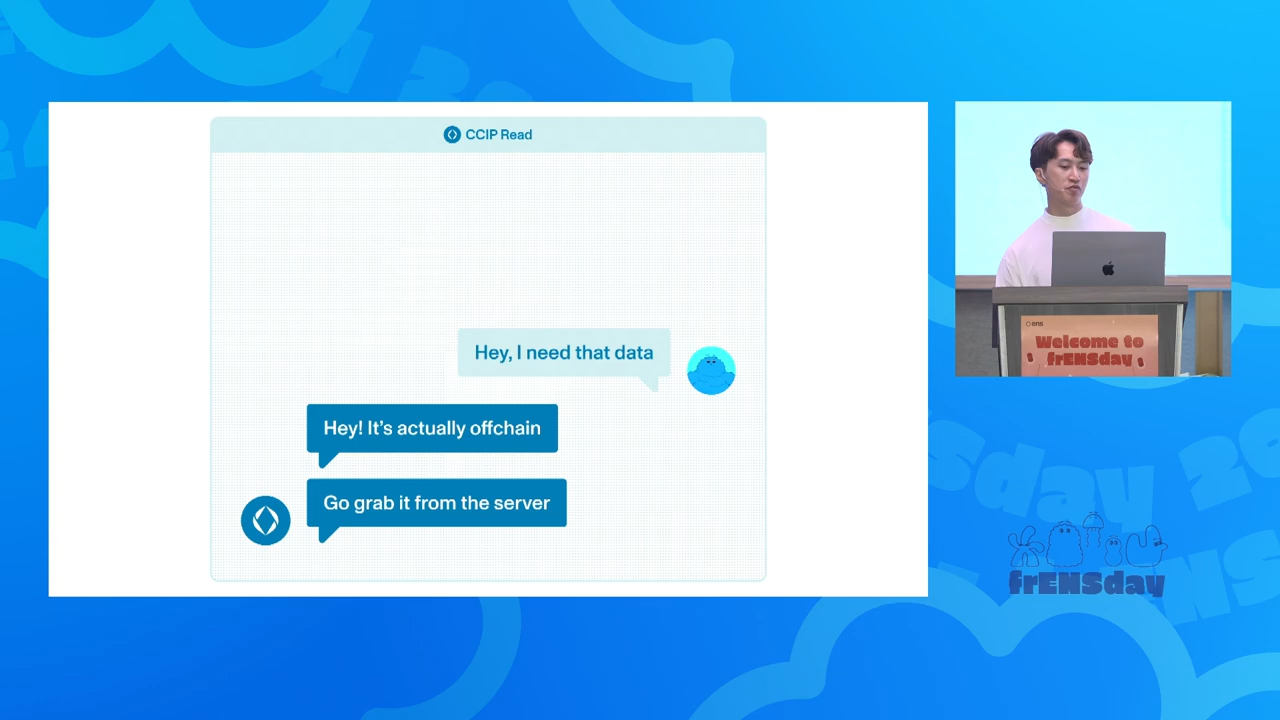 CCIP Read
Hey, I need that data
Hey! It's actually offchain
Go grab it from the server
ens
Welcome to
frENSday
frENSday